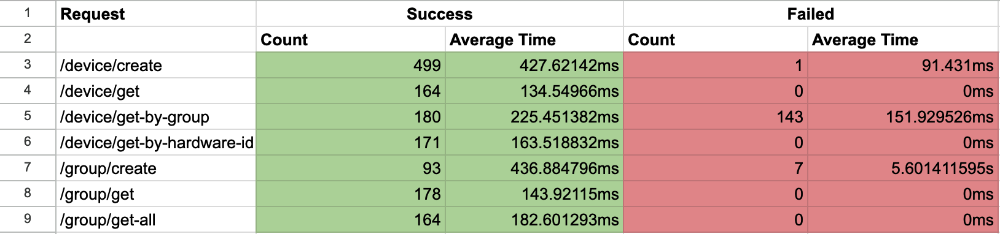 1 Request Success Failed
2 Count Average Time Count Average Time
3 /device/create 499 427.62142ms 1 91.431ms
4 /device/get 164 134.54966ms 0 0ms
5 /device/get-by-group 180 225.451382ms 143 151.929526ms
6 /device/get-by-hardware-id 171 163.518832ms 0 0ms
7 /group/create 93 436.884796ms 7 5.601411595s
8 /group/get 178 143.92115ms 0 0ms
9 /group/get-all 164 182.601293ms 0 0ms